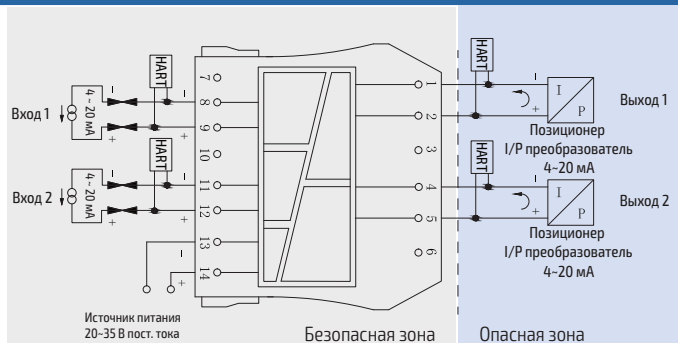 HART
7
8
9
10
11
12
13
14
Вход 1
4 ~ 20 мА
−
+
HART
Вход 2
4 ~ 20 мА
−
+
−
+
Источник питания
20~35 В пост. тока
Безопасная зона
1
2
3
4
5
6
HART
−
+
I
P
Выход 1
Позиционер
I/P преобразователь
4~20 мА
HART
−
+
I
P
Выход 2
Позиционер
I/P преобразователь
4~20 мА
Опасная зона